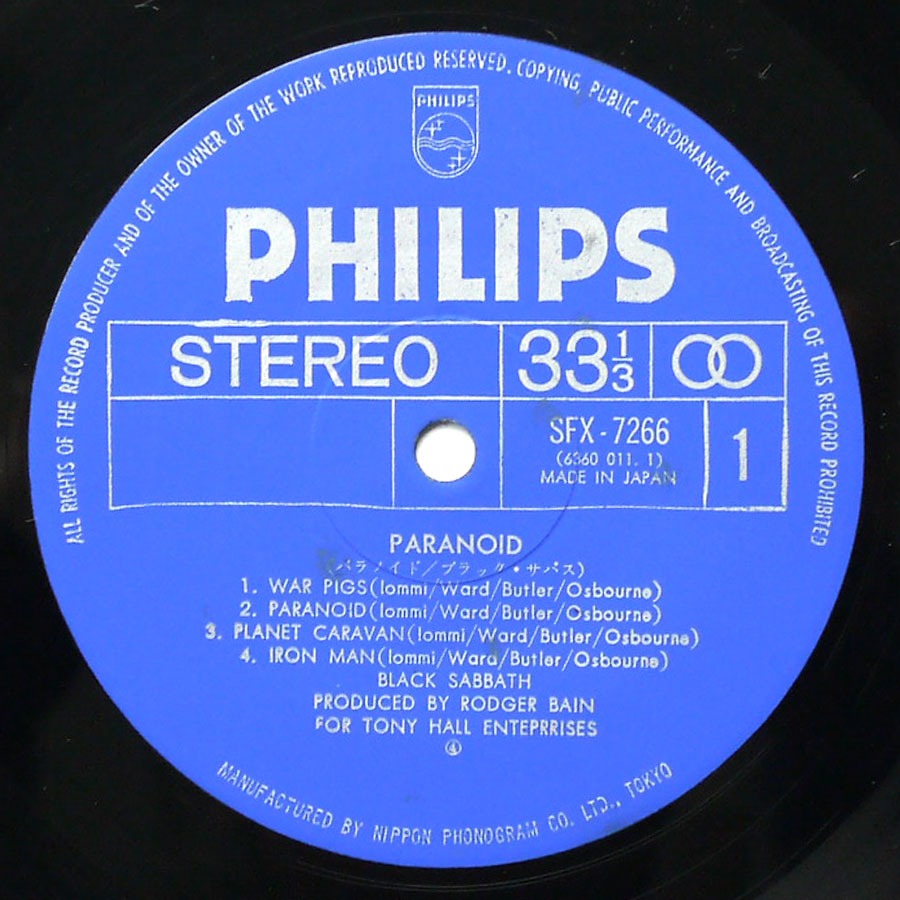 ALL RIGHTS OF THE RECORD PRODUCER AND OF THE OWNER OF THE WORK REPRODUCED RESERVED. COPYING, PUBLIC PERFORMANCE AND BROADCASTING OF THIS RECORD PROHIBITED
PHILIPS
PHILIPS
STEREO
33 1/3
SFX-7266
(6360 011. 1)
MADE IN JAPAN
1
PARANOID
(パラノイド/ブラック・サバス)
1. WAR PIGS(Iommi/Ward/Butler/Osbourne)
2. PARANOID(Iommi/Ward/Butler/Osbourne)
3. PLANET CARAVAN(Iommi/Ward/Butler/Osbourne)
4. IRON MAN(Iommi/Ward/Butler/Osbourne)
BLACK SABBATH
PRODUCED BY RODGER BAIN
FOR TONY HALL ENTEPRRISES
④
MANUFACTURED BY NIPPON PHONOGRAM CO. LTD., TOKYO